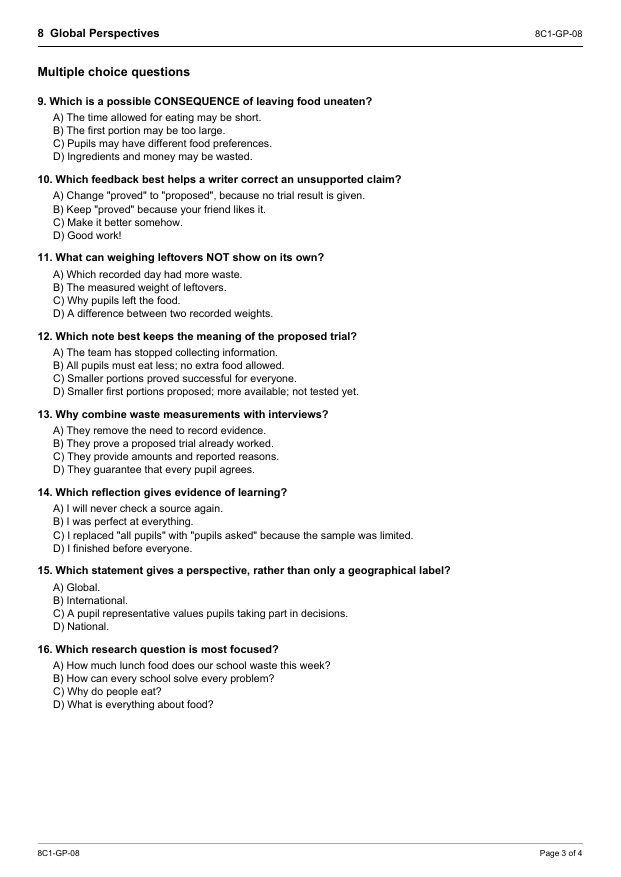 8 Global Perspectives
8C1-GP-08
Multiple choice questions
9. Which is a possible CONSEQUENCE of leaving food uneaten?
A) The time allowed for eating may be short.
B) The first portion may be too large.
C) Pupils may have different food preferences.
D) Ingredients and money may be wasted.
10. Which feedback best helps a writer correct an unsupported claim?
A) Change "proved" to "proposed", because no trial result is given.
B) Keep "proved" because your friend likes it.
C) Make it better somehow.
D) Good work!
11. What can weighing leftovers NOT show on its own?
A) Which recorded day had more waste.
B) The measured weight of leftovers.
C) Why pupils left the food.
D) A difference between two recorded weights.
12. Which note best keeps the meaning of the proposed trial?
A) The team has stopped collecting information.
B) All pupils must eat less; no extra food allowed.
C) Smaller portions proved successful for everyone.
D) Smaller first portions proposed; more available; not tested yet.
13. Why combine waste measurements with interviews?
A) They remove the need to record evidence.
B) They prove a proposed trial already worked.
C) They provide amounts and reported reasons.
D) They guarantee that every pupil agrees.
14. Which reflection gives evidence of learning?
A) I will never check a source again.
B) I was perfect at everything.
C) I replaced "all pupils" with "pupils asked" because the sample was limited.
D) I finished before everyone.
15. Which statement gives a perspective, rather than only a geographical label?
A) Global.
B) International.
C) A pupil representative values pupils taking part in decisions.
D) National.
16. Which research question is most focused?
A) How much lunch food does our school waste this week?
B) How can every school solve every problem?
C) Why do people eat?
D) What is everything about food?
8C1-GP-08
Page 3 of 4